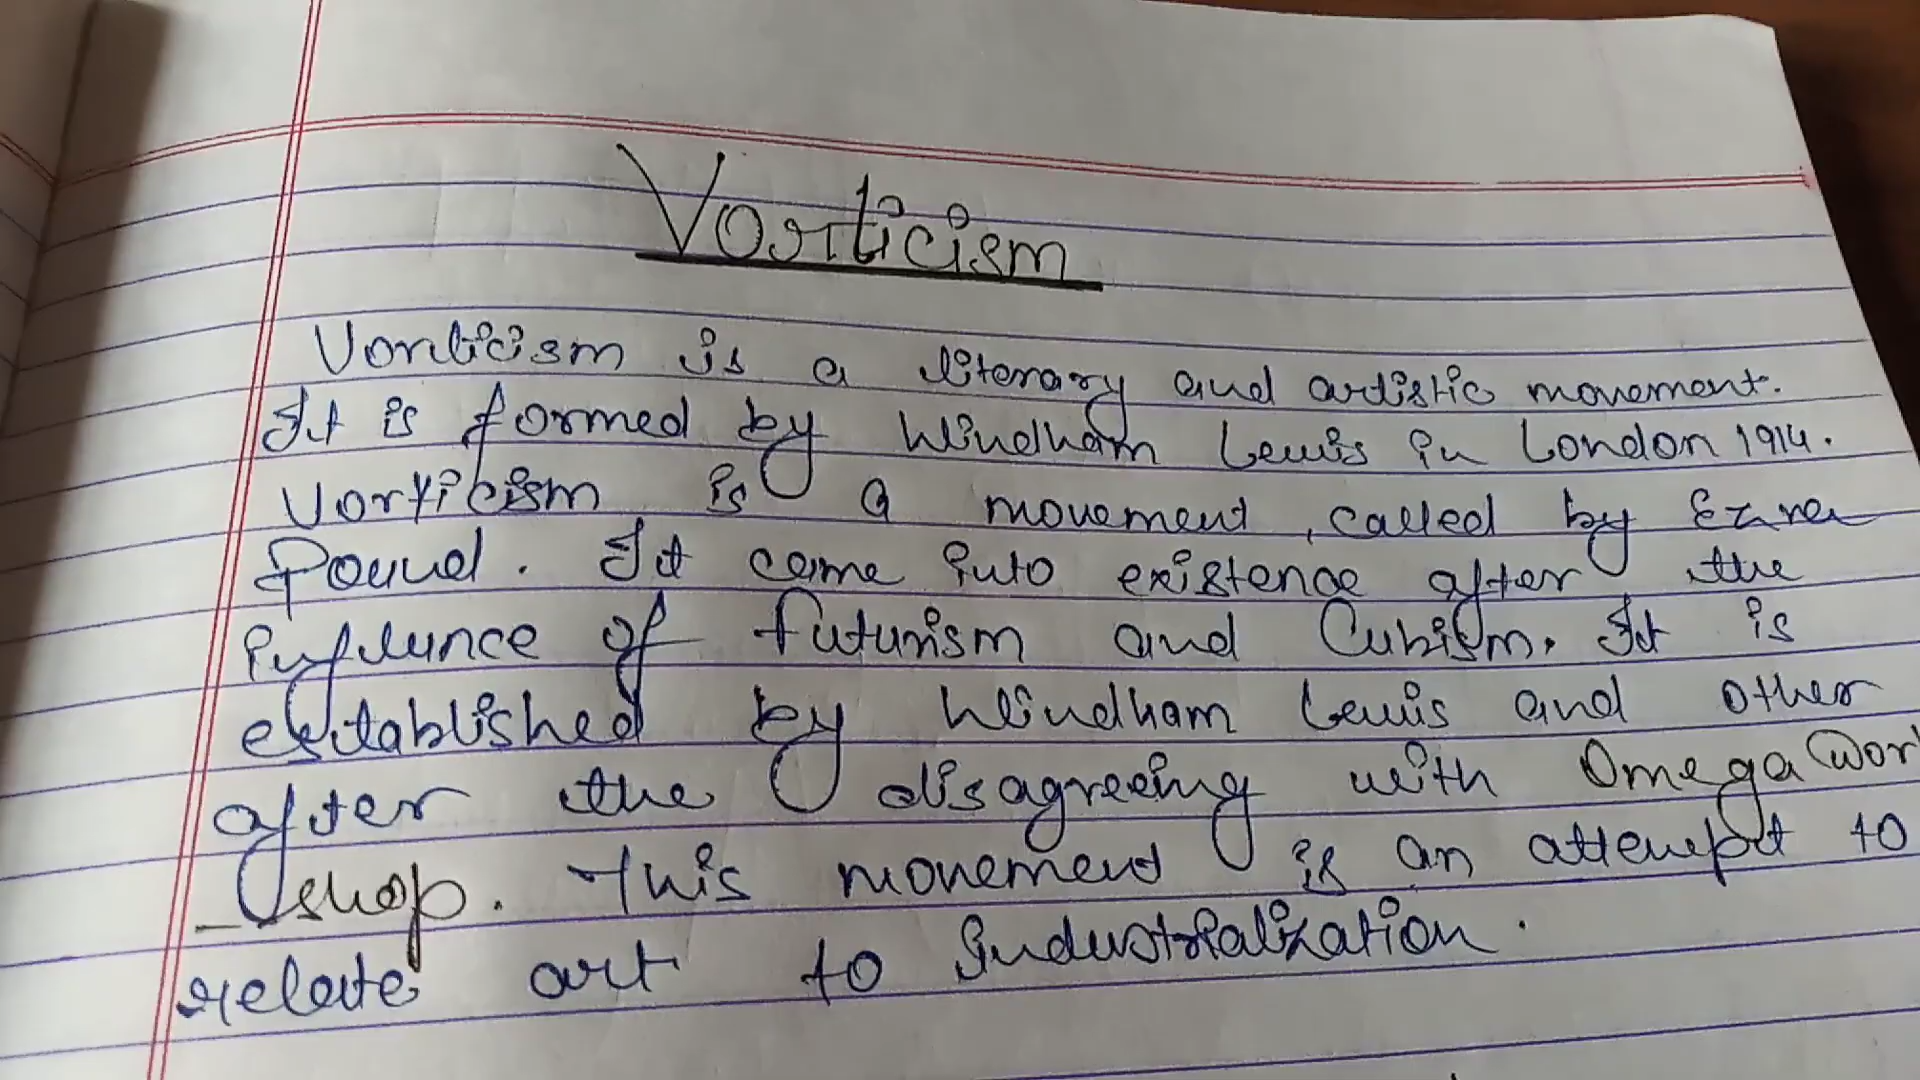 Vorticism
Vorticism is a literary and artistic movement.
It is formed by Windham Lewis in London 1914.
Vorticism is a movement, called by Ezra
Pound. It came into existence after the
influence of futurism and Cubism. It is
established by Windham Lewis and other
after the disagreeing with Omega Work
-shop. This movement is an attempt to
relate art to Industrialization.